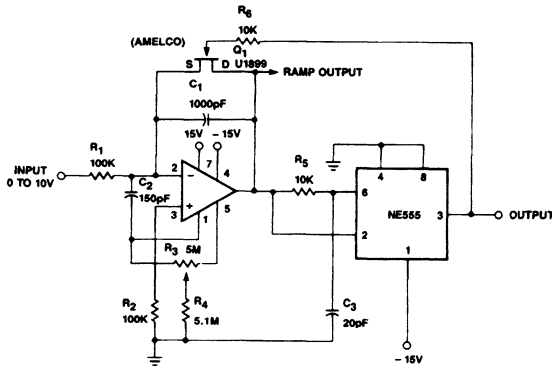 R6
10K
(AMELCO)
Q1
S D U1899
RAMP OUTPUT
C1
1000pF
15V - 15V
R1
100K
INPUT
0 TO 10V
C2
150pF
2 − 7 4
+
3 1 5
R3 5M
R2
100K
R4
5.1M
R5
10K
C3
20pF
4 8
6
NE555
3
OUTPUT
2
1
- 15V